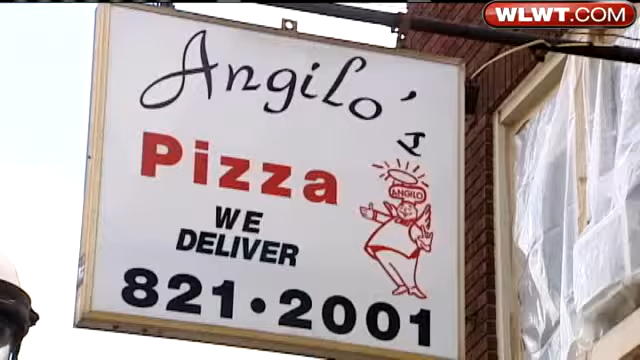 WLWT.COM
Angilo's
Pizza
ANGILO
WE
DELIVER
821·2001